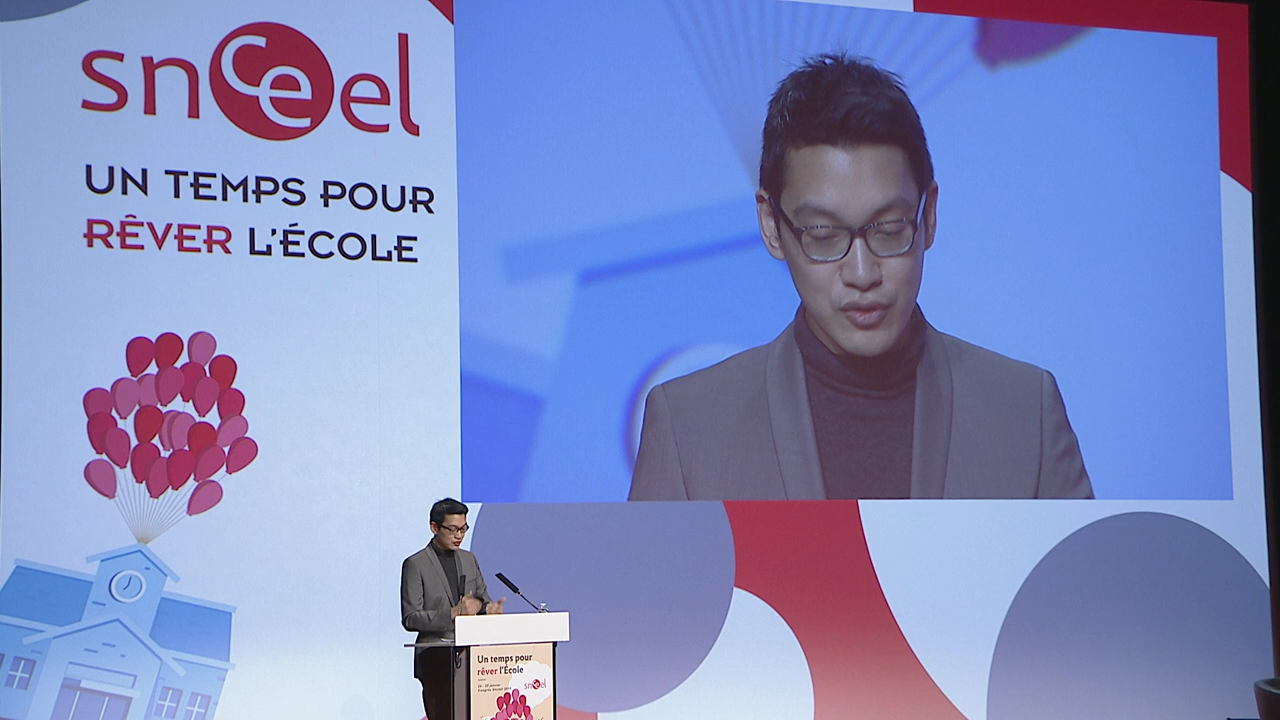 snceel
UN TEMPS POUR
RÊVER L'ÉCOLE
Un temps pour
rêver l'École
snceel